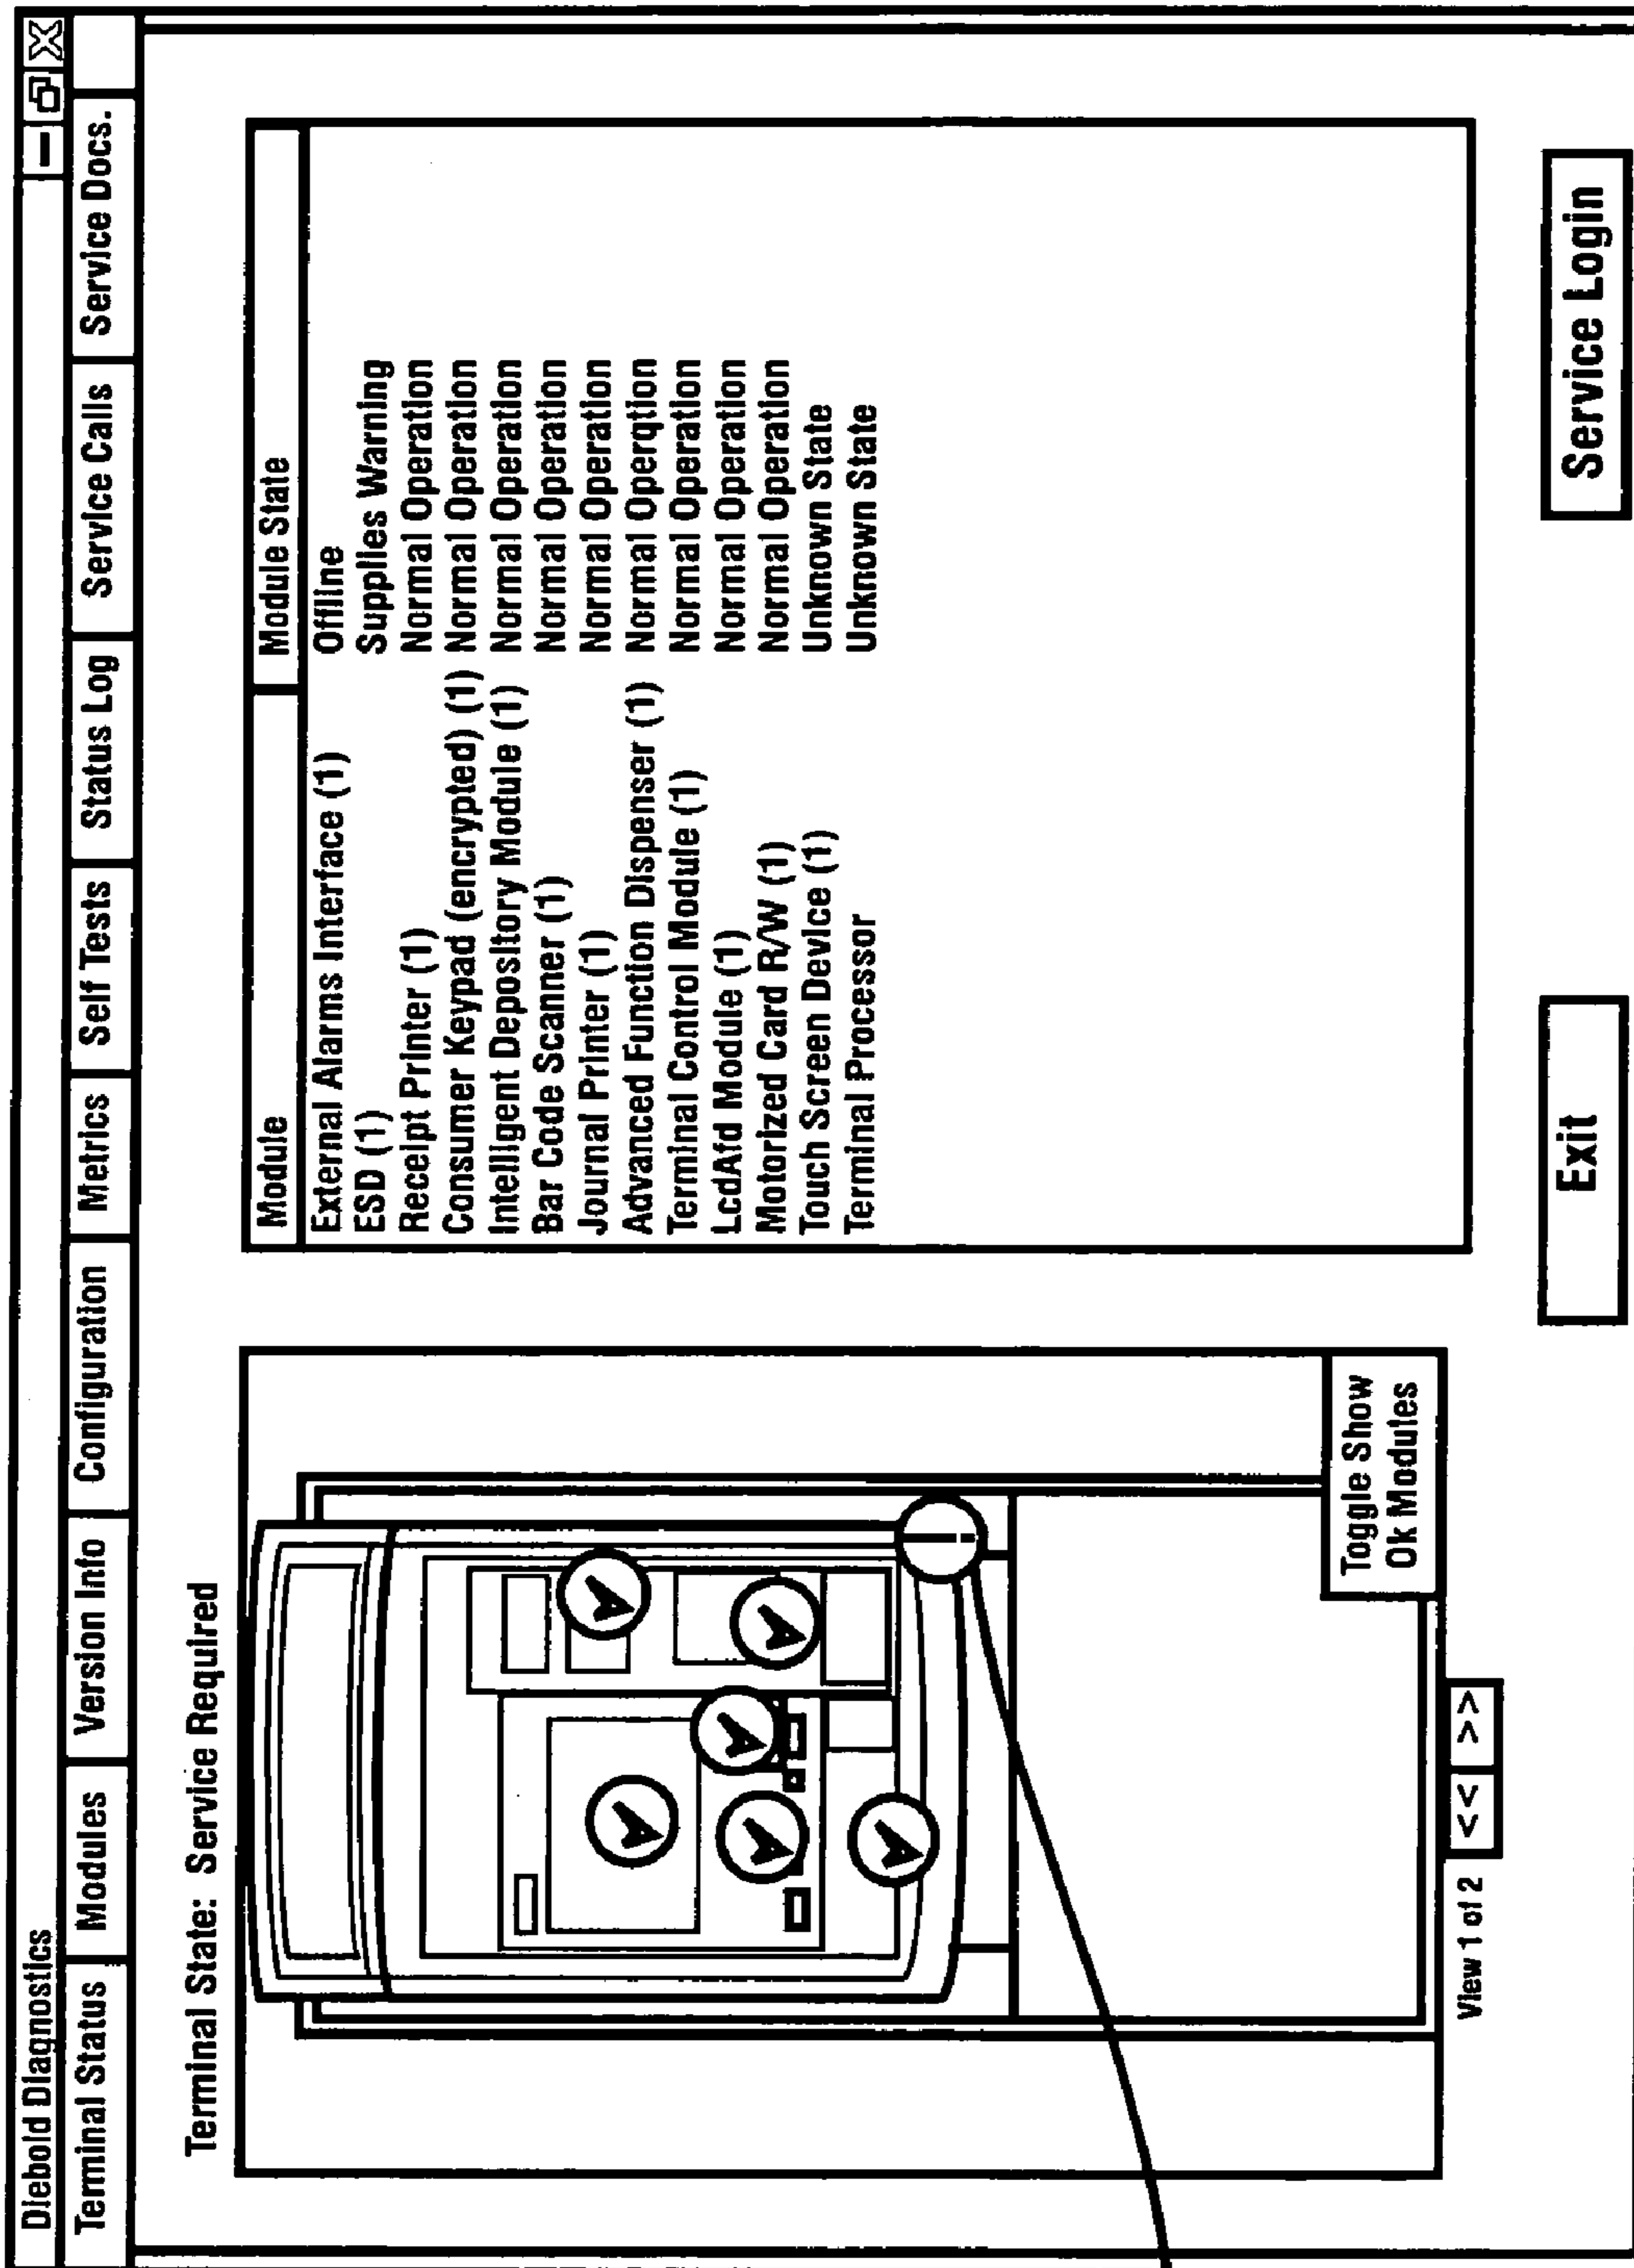 Diebold Diagnostics
Terminal Status Modules Version Info Configuration Metrics Self Tests Status Log Service Calls Service Docs.
Terminal State: Service Required
Module Module State
External Alarms Interface (1) Offline
ESD (1) Supplies Warning
Receipt Printer (1) Normal Operation
Consumer Keypad (encrypted) (1) Normal Operation
Intelligent Depository Module (1) Normal Operation
Bar Code Scanner (1) Normal Operation
Journal Printer (1) Normal Operation
Advanced Function Dispenser (1) Normal Operqtion
Terminal Control Module (1) Normal Operation
LcdAfd Module (1) Normal Operation
Motorized Card R/W (1) Normal Operation
Touch Screen Device (1) Unknown State
Terminal Processor Unknown State
Toggle Show
Ok Modules
View 1 of 2 << >>
Exit Service Login